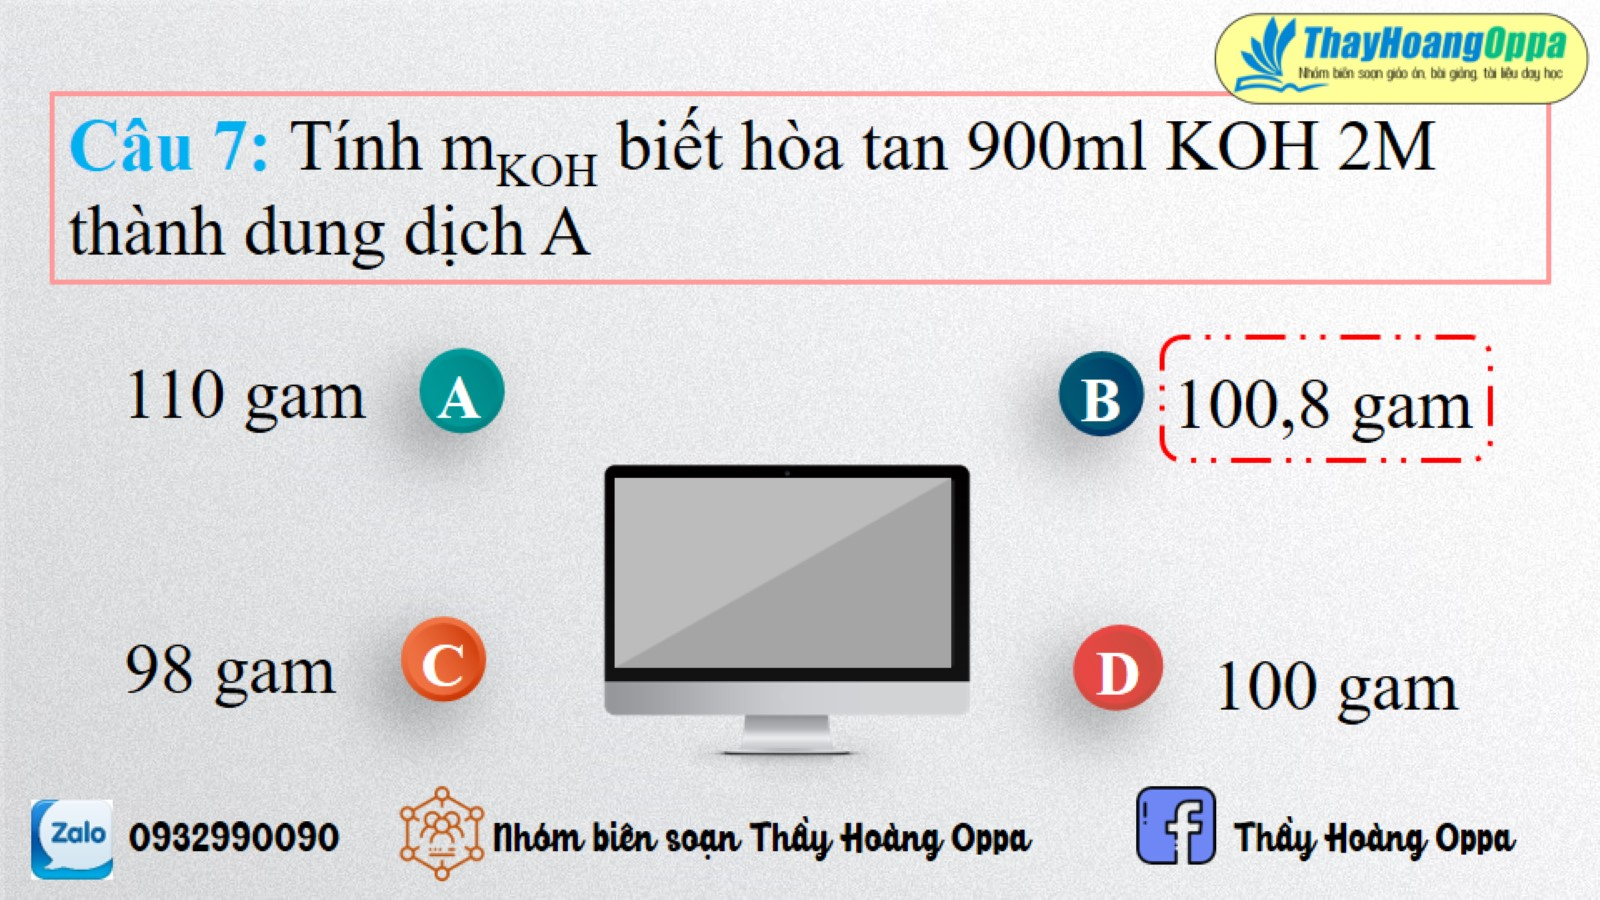 ThayHoangOppa
Nhóm biên soạn giáo án, bài giảng, tài liệu dạy học
Câu 7: Tính mKOH biết hòa tan 900ml KOH 2M
thành dung dịch A
110 gam A
B 100,8 gam
98 gam C
D 100 gam
Zalo 0932990090
Nhóm biên soạn Thầy Hoàng Oppa
f Thầy Hoàng Oppa